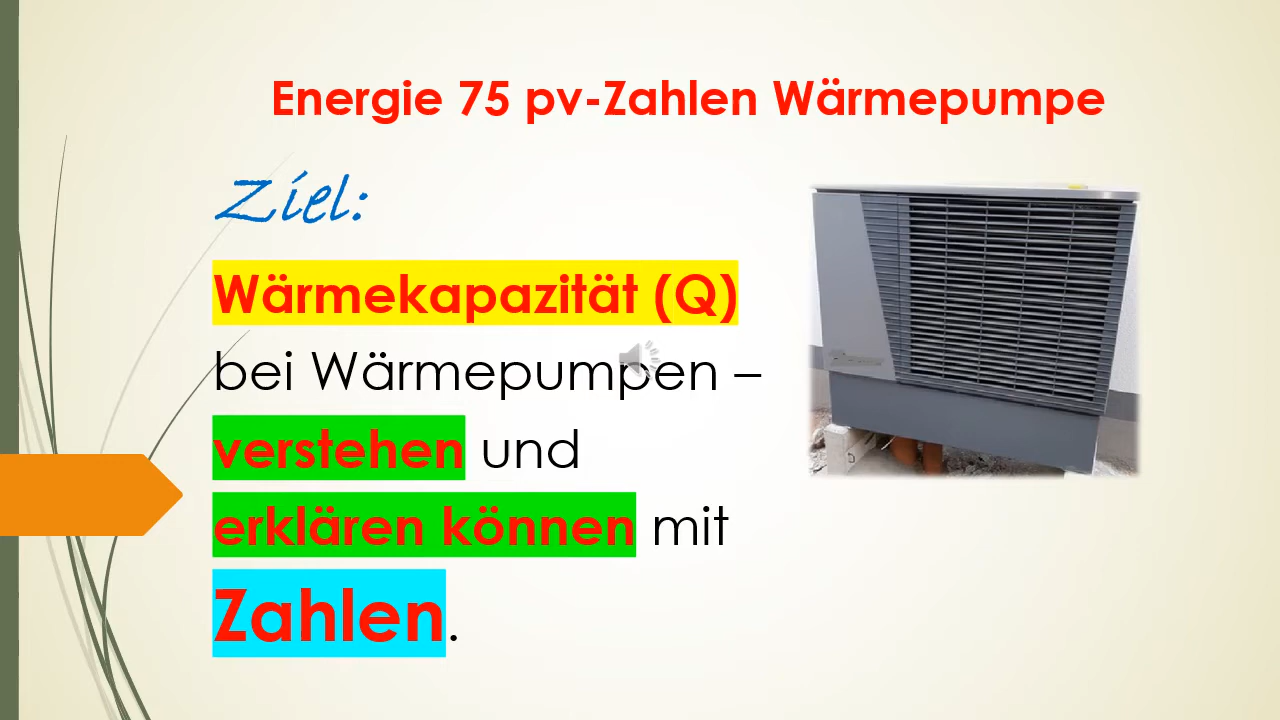 Energie 75 pv-Zahlen Wärmepumpe
Ziel:
Wärmekapazität (Q)
bei Wärmepumpen –
verstehen und
erklären können mit
Zahlen.